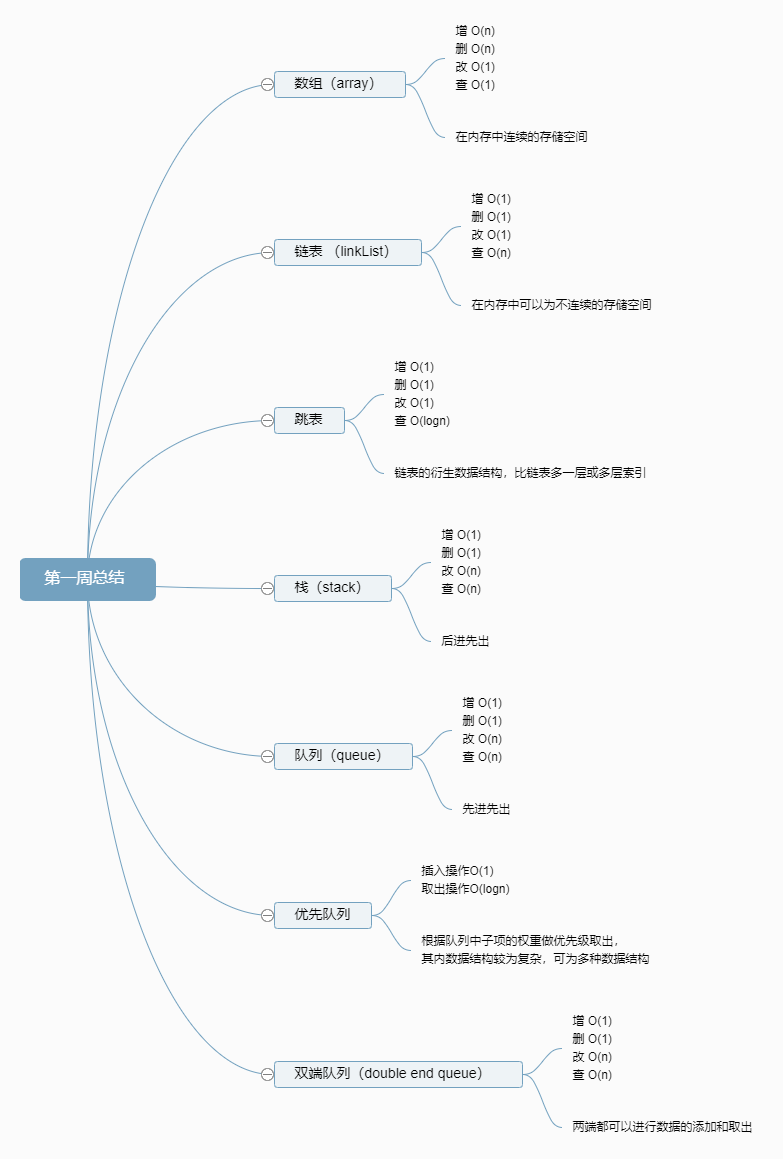 数组（array）
增 O(n)
删 O(n)
改 O(1)
查 O(1)
在内存中连续的存储空间
链表 （linkList）
增 O(1)
删 O(1)
改 O(1)
查 O(n)
在内存中可以为不连续的存储空间
跳表
增 O(1)
删 O(1)
改 O(1)
查 O(logn)
链表的衍生数据结构，比链表多一层或多层索引
第一周总结
栈（stack）
增 O(1)
删 O(1)
改 O(n)
查 O(n)
后进先出
队列（queue）
增 O(1)
删 O(1)
改 O(n)
查 O(n)
先进先出
优先队列
插入操作O(1)
取出操作O(logn)
根据队列中子项的权重做优先级取出，
其内数据结构较为复杂，可为多种数据结构
双端队列（double end queue）
增 O(1)
删 O(1)
改 O(n)
查 O(n)
两端都可以进行数据的添加和取出